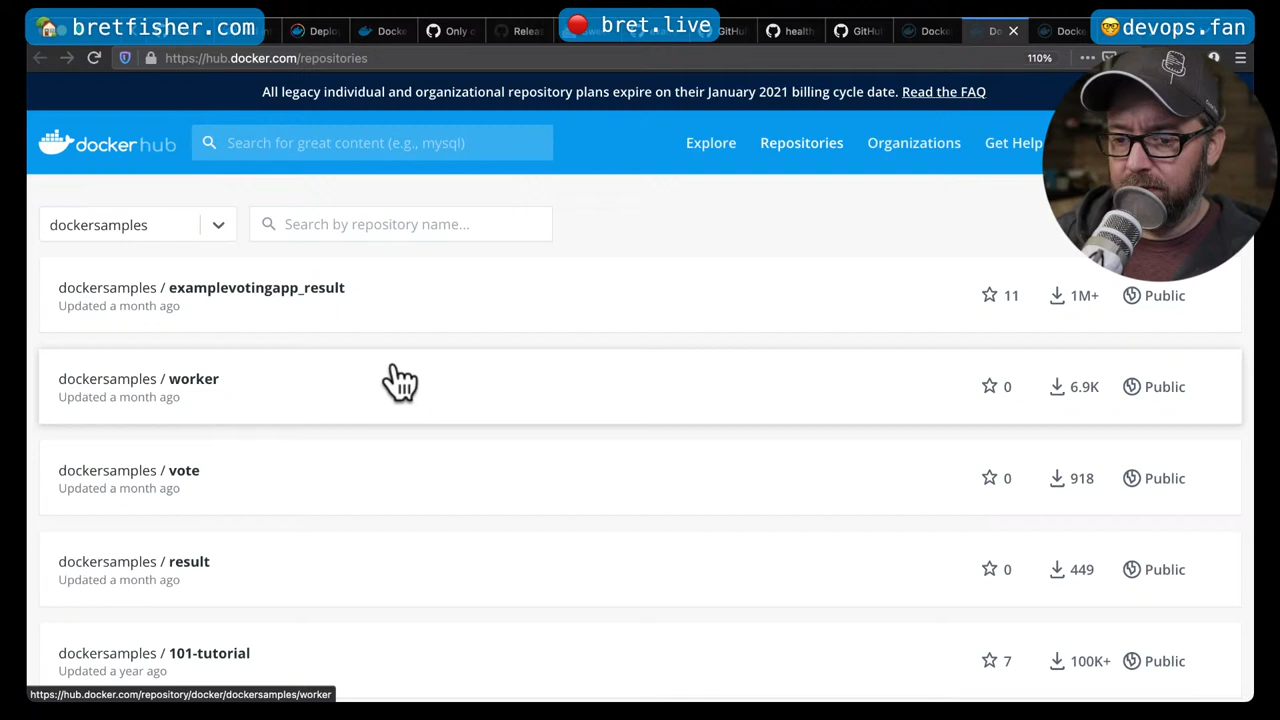 bretfisher.com
bret.live
devops.fan
Deploy
Docke
Only o
Releas
GitHu
health
GitHu
Docke
Do
Docke
https://hub.docker.com/repositories
110%
All legacy individual and organizational repository plans expire on their January 2021 billing cycle date. Read the FAQ
docker hub
Search for great content (e.g., mysql)
Explore
Repositories
Organizations
Get Help
dockersamples
Search by repository name...
dockersamples / examplevotingapp_result
Updated a month ago
11
1M+
Public
dockersamples / worker
Updated a month ago
0
6.9K
Public
dockersamples / vote
Updated a month ago
0
918
Public
dockersamples / result
Updated a month ago
0
449
Public
dockersamples / 101-tutorial
Updated a year ago
7
100K+
Public
https://hub.docker.com/repository/docker/dockersamples/worker